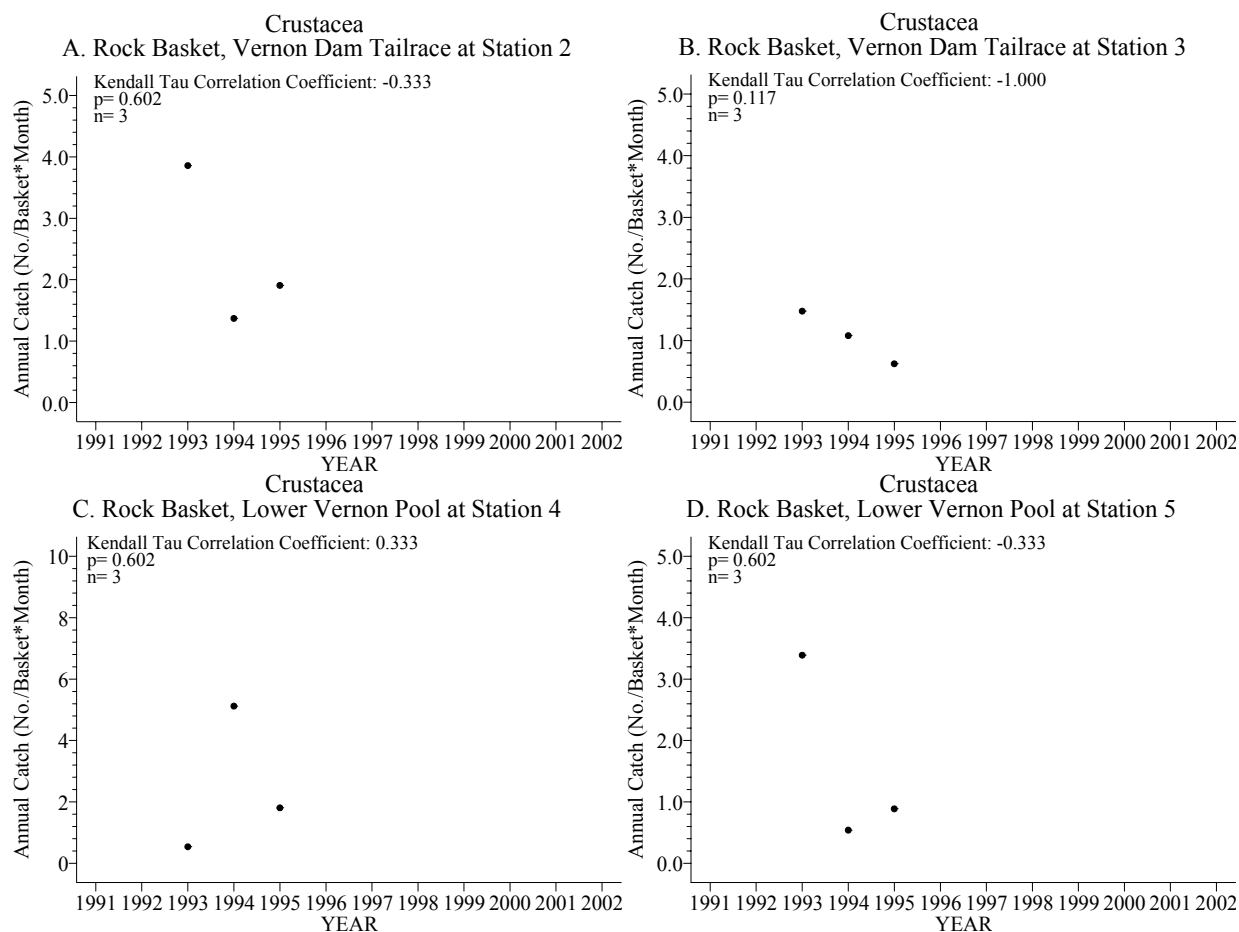 Crustacea
A. Rock Basket, Vernon Dam Tailrace at Station 2
Kendall Tau Correlation Coefficient: -0.333
p= 0.602
n= 3
Annual Catch (No./Basket*Month)
5.0
4.0
3.0
2.0
1.0
0.0
1991 1992 1993 1994 1995 1996 1997 1998 1999 2000 2001 2002
YEAR
Crustacea
B. Rock Basket, Vernon Dam Tailrace at Station 3
Kendall Tau Correlation Coefficient: -1.000
p= 0.117
n= 3
Annual Catch (No./Basket*Month)
5.0
4.0
3.0
2.0
1.0
0.0
1991 1992 1993 1994 1995 1996 1997 1998 1999 2000 2001 2002
YEAR
Crustacea
C. Rock Basket, Lower Vernon Pool at Station 4
Kendall Tau Correlation Coefficient: 0.333
p= 0.602
n= 3
Annual Catch (No./Basket*Month)
10
8
6
4
2
0
1991 1992 1993 1994 1995 1996 1997 1998 1999 2000 2001 2002
YEAR
Crustacea
D. Rock Basket, Lower Vernon Pool at Station 5
Kendall Tau Correlation Coefficient: -0.333
p= 0.602
n= 3
Annual Catch (No./Basket*Month)
5.0
4.0
3.0
2.0
1.0
0.0
1991 1992 1993 1994 1995 1996 1997 1998 1999 2000 2001 2002
YEAR